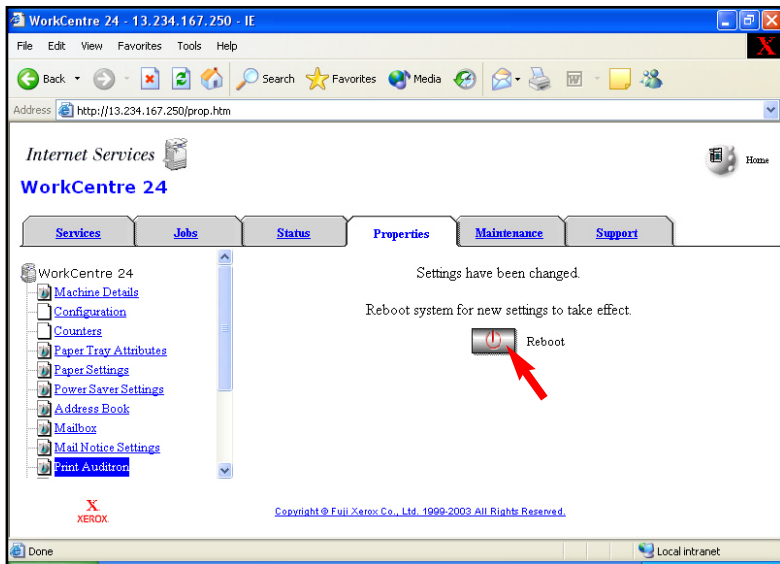 WorkCentre 24 - 13.234.167.250 - IE
File Edit View Favorites Tools Help
X
Back Search Favorites Media W
Address http://13.234.167.250/prop.htm
Internet Services
Home
WorkCentre 24
Services Jobs Status Properties Maintenance Support
WorkCentre 24
Machine Details
Configuration
Counters
Paper Tray Attributes
Paper Settings
Power Saver Settings
Address Book
Mailbox
Mail Notice Settings
Print Auditron
Settings have been changed.
Reboot system for new settings to take effect.
Reboot
X
XEROX.
Copyright © Fuji Xerox Co., Ltd. 1999-2003 All Rights Reserved.
Done Local intranet